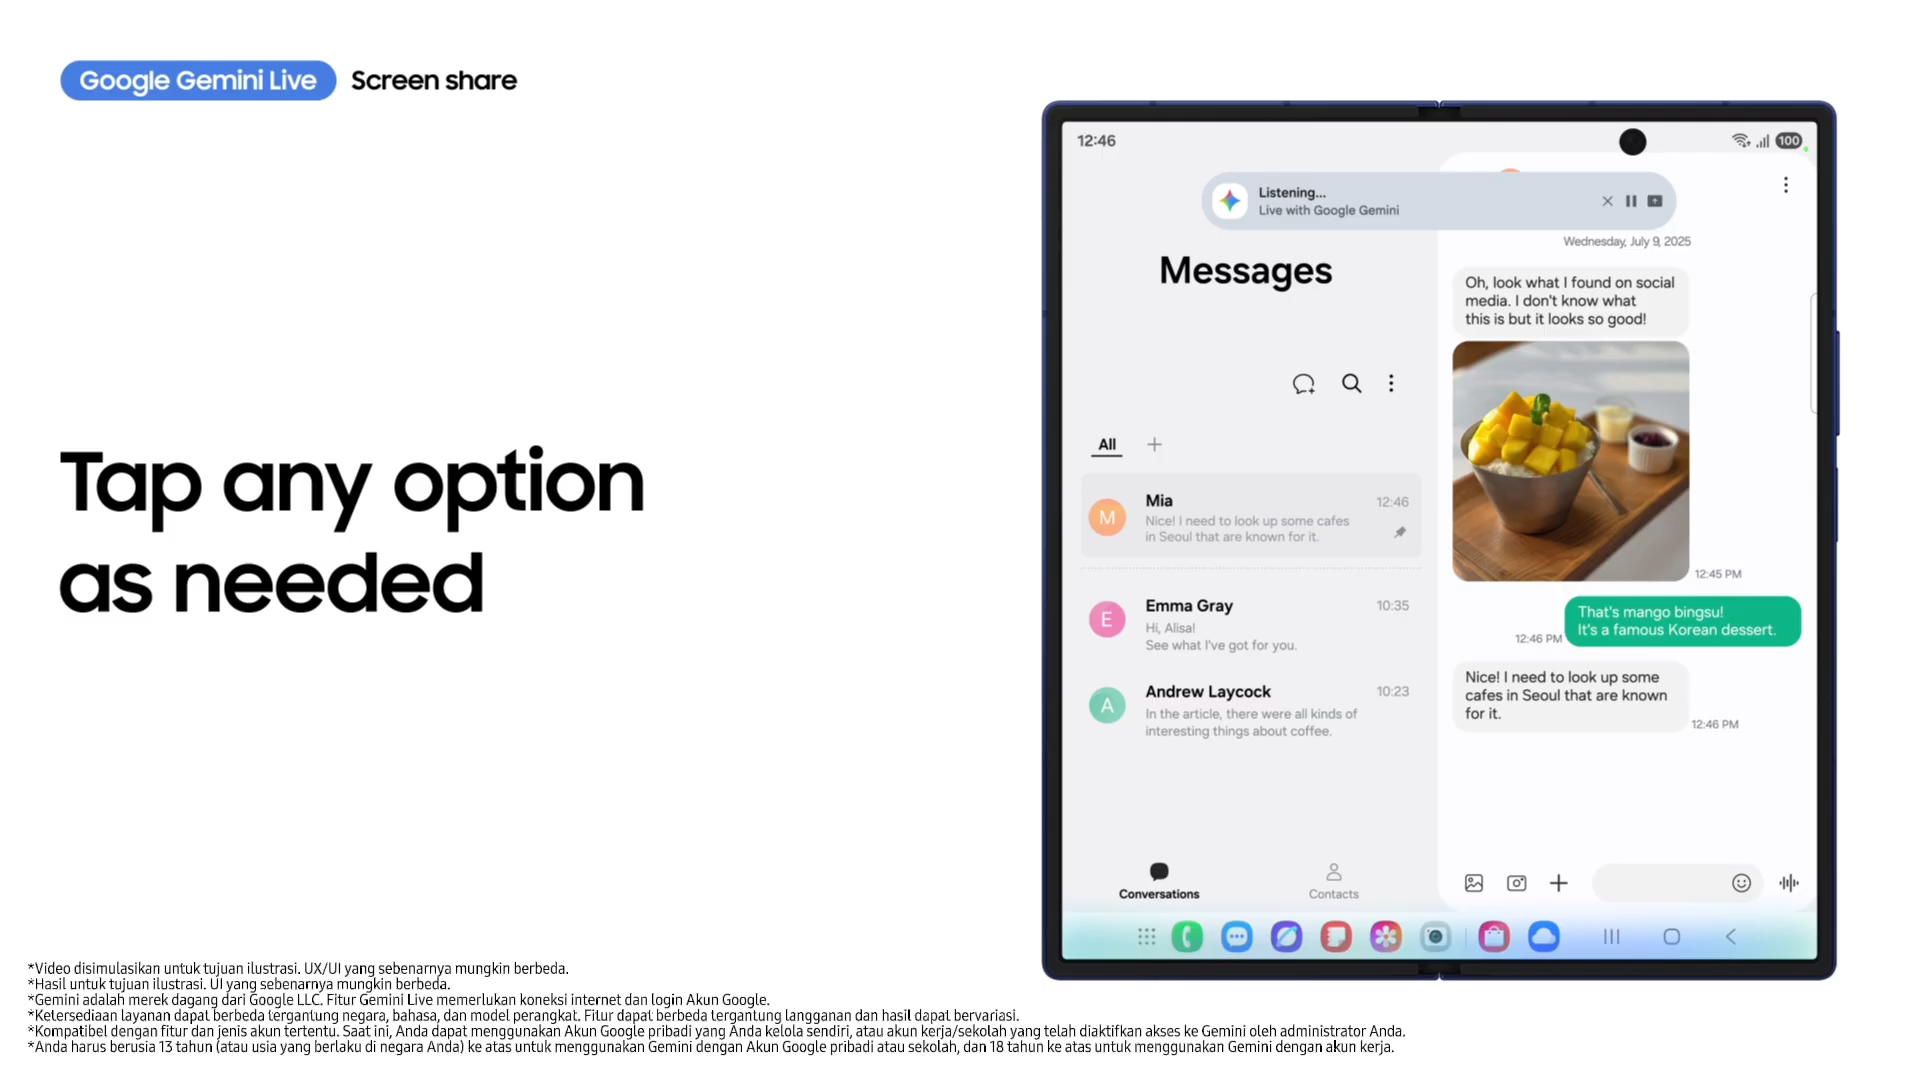 Google Gemini Live Screen share
Tap any option
as needed
12:46
100
Listening...
Live with Google Gemini
Messages
All
M
Mia
12:46
Nice! I need to look up some cafes
in Seoul that are known for it.
E
Emma Gray
10:35
Hi, Alisa!
See what I've got for you.
A
Andrew Laycock
10:23
In the article, there were all kinds of
interesting things about coffee.
Conversations
Contacts
Wednesday, July 9, 2025
Oh, look what I found on social
media. I don't know what
this is but it looks so good!
12:45 PM
That's mango bingsu!
It's a famous Korean dessert.
12:46 PM
Nice! I need to look up some
cafes in Seoul that are known
for it.
12:46 PM
*Video disimulasikan untuk tujuan ilustrasi. UX/UI yang sebenarnya mungkin berbeda.
*Hasil untuk tujuan ilustrasi. UI yang sebenarnya mungkin berbeda.
*Gemini adalah merek dagang dari Google LLC. Fitur Gemini Live memerlukan koneksi internet dan login Akun Google.
*Ketersediaan layanan dapat berbeda tergantung negara, bahasa, dan model perangkat. Fitur dapat berbeda tergantung langganan dan hasil dapat bervariasi.
*Kompatibel dengan fitur dan jenis akun tertentu. Saat ini, Anda dapat menggunakan Akun Google pribadi yang Anda kelola sendiri, atau akun kerja/sekolah yang telah diaktifkan akses ke Gemini oleh administrator Anda.
*Anda harus berusia 13 tahun (atau usia yang berlaku di negara Anda) ke atas untuk menggunakan Gemini dengan Akun Google pribadi atau sekolah, dan 18 tahun ke atas untuk menggunakan Gemini dengan akun kerja.